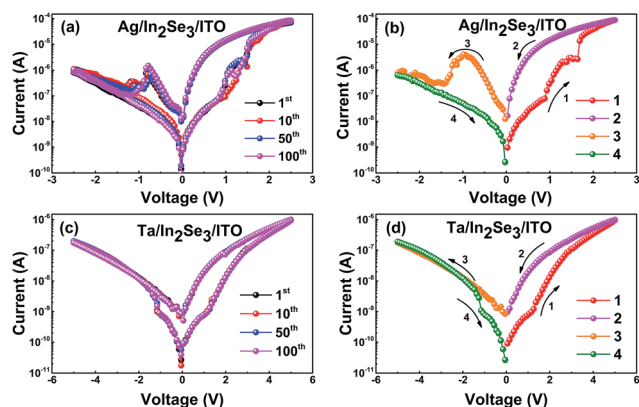 (a) Ag/In2Se3/ITO
Current (A)
10^-4
10^-5
10^-6
10^-7
10^-8
10^-9
10^-10
1st
10th
50th
100th
-3 -2 -1 0 1 2 3
Voltage (V)
(b) Ag/In2Se3/ITO
Current (A)
10^-4
10^-5
10^-6
10^-7
10^-8
10^-9
10^-10
3
2
1
4
1
2
3
4
-3 -2 -1 0 1 2 3
Voltage (V)
(c) Ta/In2Se3/ITO
Current (A)
10^-6
10^-7
10^-8
10^-9
10^-10
10^-11
1st
10th
50th
100th
-6 -4 -2 0 2 4 6
Voltage (V)
(d) Ta/In2Se3/ITO
Current (A)
10^-6
10^-7
10^-8
10^-9
10^-10
10^-11
3
2
4
1
1
2
3
4
-6 -4 -2 0 2 4 6
Voltage (V)